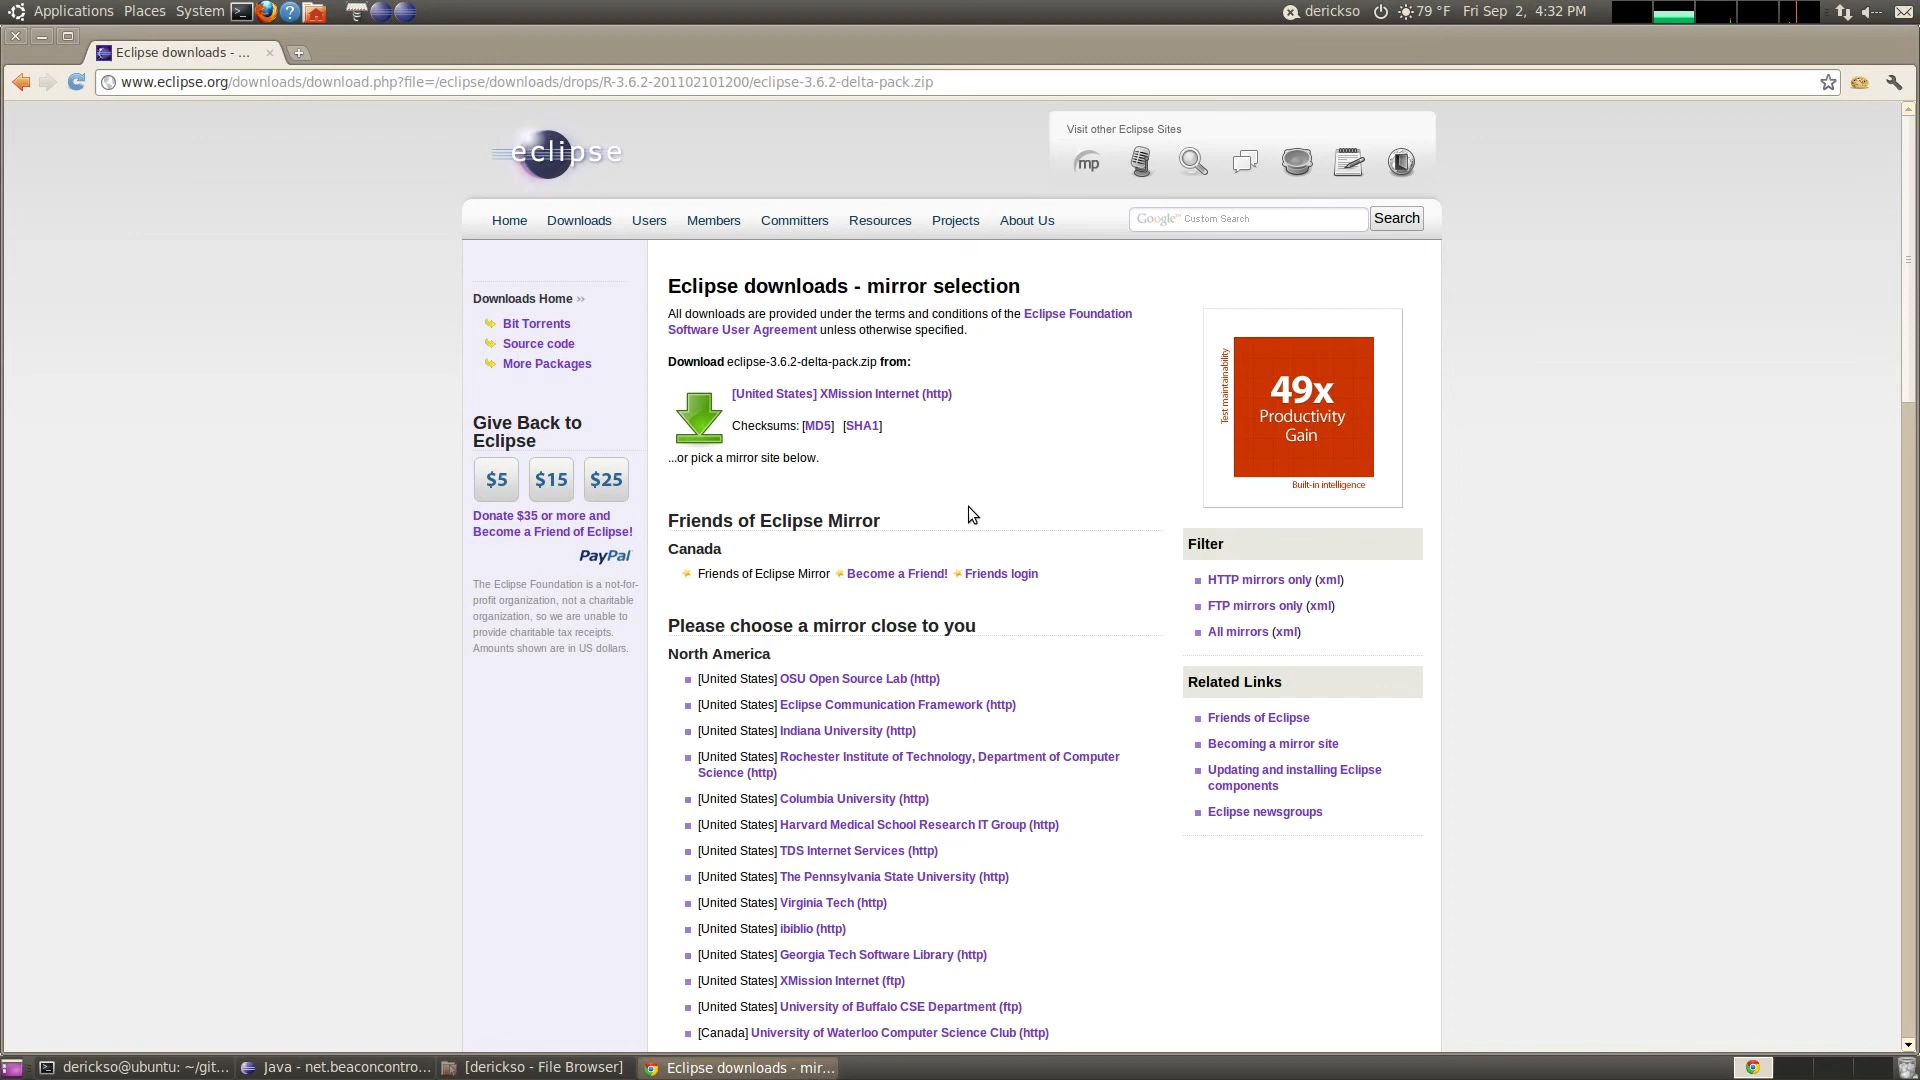 Applications Places System derickso 79 °F Fri Sep 2, 4:32 PM
Eclipse downloads - ...
www.eclipse.org/downloads/download.php?file=/eclipse/downloads/drops/R-3.6.2-201102101200/eclipse-3.6.2-delta-pack.zip
eclipse
Visit other Eclipse Sites
mp
Home Downloads Users Members Committers Resources Projects About Us
Google™ Custom Search Search
Downloads Home
Bit Torrents
Source code
More Packages
Give Back to
Eclipse
$5 $15 $25
Donate $35 or more and
Become a Friend of Eclipse!
PayPal
The Eclipse Foundation is a not-for-
profit organization, not a charitable
organization, so we are unable to
provide charitable tax receipts.
Amounts shown are in US dollars.
Eclipse downloads - mirror selection
All downloads are provided under the terms and conditions of the Eclipse Foundation
Software User Agreement unless otherwise specified.
Download eclipse-3.6.2-delta-pack.zip from:
[United States] XMission Internet (http)
Checksums: [MD5] [SHA1]
...or pick a mirror site below.
Friends of Eclipse Mirror
Canada
Friends of Eclipse Mirror Become a Friend! Friends login
Please choose a mirror close to you
North America
[United States] OSU Open Source Lab (http)
[United States] Eclipse Communication Framework (http)
[United States] Indiana University (http)
[United States] Rochester Institute of Technology, Department of Computer
Science (http)
[United States] Columbia University (http)
[United States] Harvard Medical School Research IT Group (http)
[United States] TDS Internet Services (http)
[United States] The Pennsylvania State University (http)
[United States] Virginia Tech (http)
[United States] ibiblio (http)
[United States] Georgia Tech Software Library (http)
[United States] XMission Internet (ftp)
[United States] University of Buffalo CSE Department (ftp)
[Canada] University of Waterloo Computer Science Club (http)
Test maintainability
49x
Productivity
Gain
Built-in intelligence
Filter
HTTP mirrors only (xml)
FTP mirrors only (xml)
All mirrors (xml)
Related Links
Friends of Eclipse
Becoming a mirror site
Updating and installing Eclipse
components
Eclipse newsgroups
derickso@ubuntu: ~/git... Java - net.beaconcontro... [derickso - File Browser] Eclipse downloads - mir...